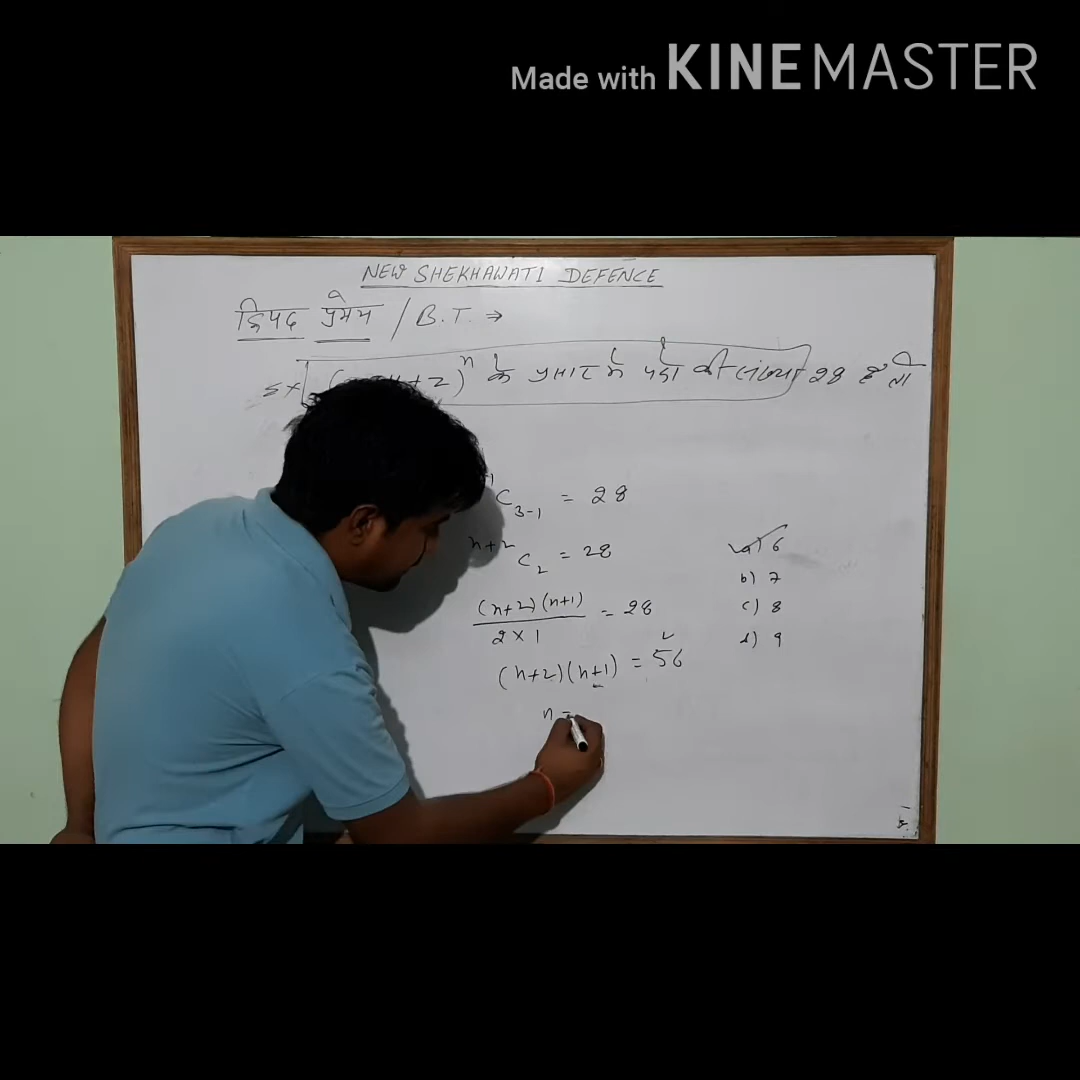 Made with KINEMASTER
NEW SHEKHAWATI DEFENCE
द्विपद प्रमेय / B.T. ⇒
Ex +z)ⁿ के प्रसार में पदों की संख्या 28 है तो
C₃₋₁ = 28
ⁿ⁺²C₂ = 28
(n+2)(n+1) / 2×1 = 28
(n+2)(n+1) = 56
n =
a) 6
b) 7
c) 8
d) 9